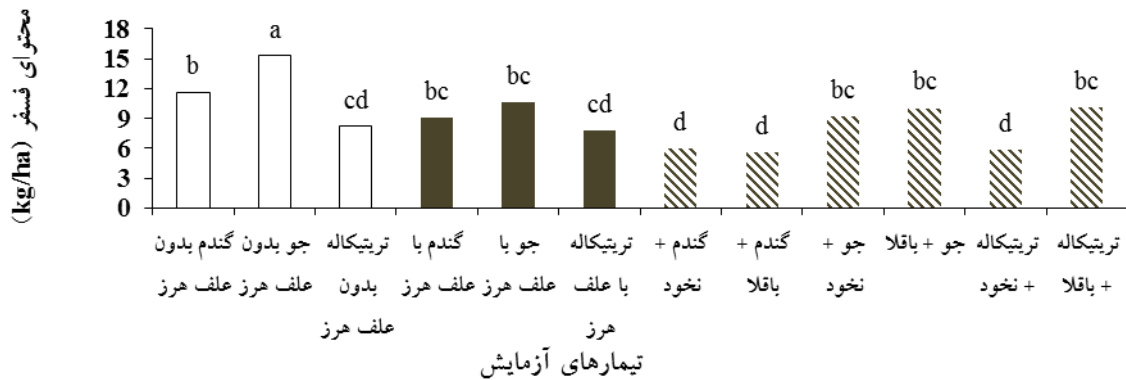 محتوای فسفر (kg/ha)
18
15
12
9
6
3
0
b
a
cd
bc
bc
cd
d
d
bc
bc
d
bc
گندم بدون
علف هرز
جو بدون
علف هرز
تریتیکاله
بدون
علف هرز
گندم با
علف هرز
جو با
علف هرز
تریتیکاله
با علف
هرز
گندم +
نخود
گندم +
باقلا
جو +
نخود
جو + باقلا
تریتیکاله
+ نخود
تریتیکاله
+ باقلا
تیمارهای آزمایش